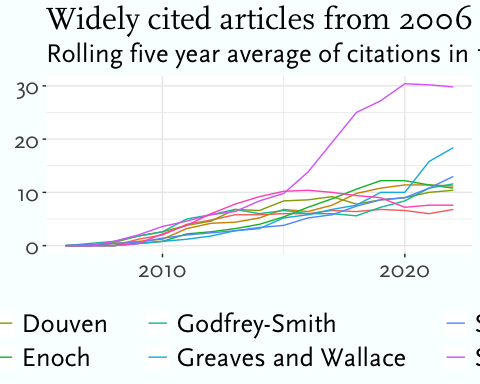 Widely cited articles from 2006
Rolling five year average of citations in
30
20
10
0
2010 2020
Douven Godfrey-Smith S
Enoch Greaves and Wallace S